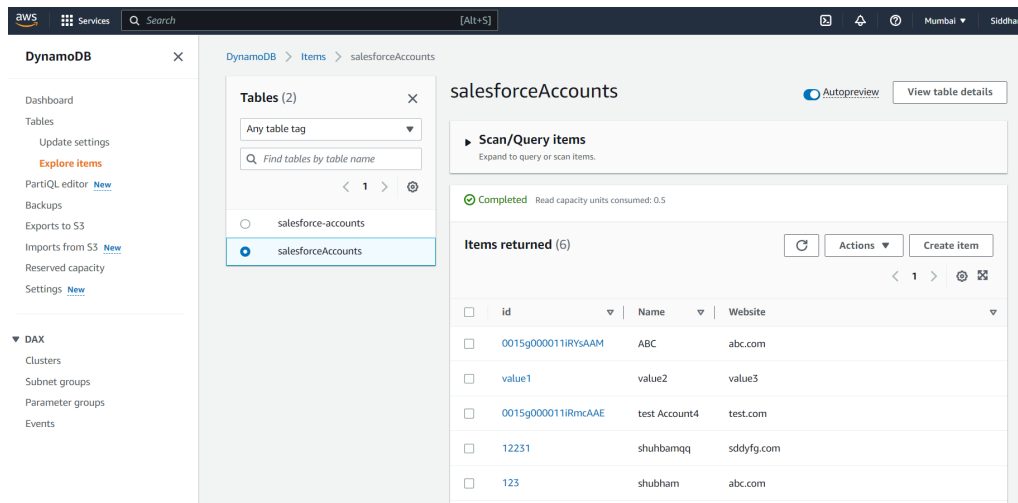 aws Services Search [Alt+S] Mumbai ▼ Siddha
DynamoDB
Dashboard
Tables
Update settings
Explore items
PartiQL editor New
Backups
Exports to S3
Imports from S3 New
Reserved capacity
Settings New
▼ DAX
Clusters
Subnet groups
Parameter groups
Events
DynamoDB > Items > salesforceAccounts
Tables (2)
Any table tag
Find tables by table name
< 1 >
salesforce-accounts
salesforceAccounts
salesforceAccounts
Autopreview View table details
Scan/Query items
Expand to query or scan items.
Completed Read capacity units consumed: 0.5
Items returned (6) Actions ▼ Create item
< 1 >
id Name Website
0015g000011iRYsAAM ABC abc.com
value1 value2 value3
0015g000011iRmcAAE test Account4 test.com
12231 shuhbamqq sddyfg.com
123 shubham abc.com